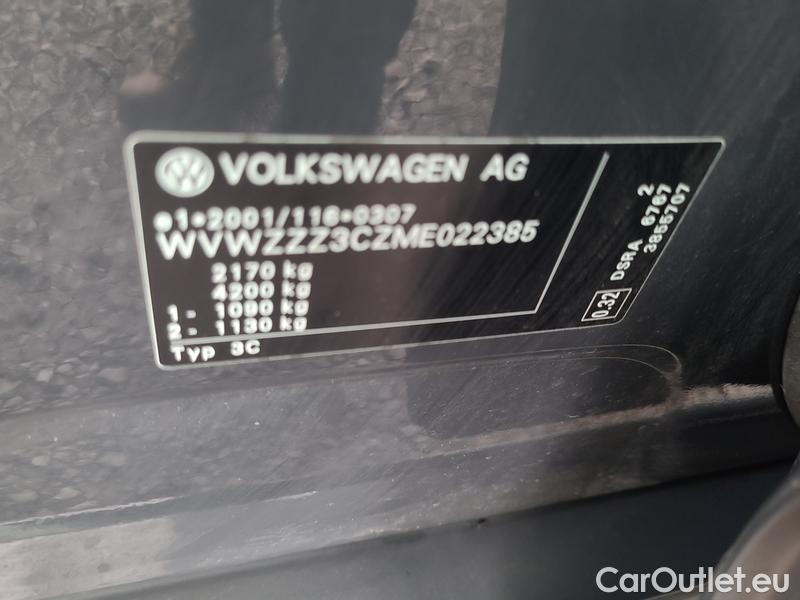 VOLKSWAGEN AG
e1*2001/116*0307
WVWZZZ3CZME022385
2170 kg
4200 kg
1 - 1090 kg
2 - 1130 kg
Typ 3C
0.32
DSRA 6767 2
3855707
CarOutlet.eu